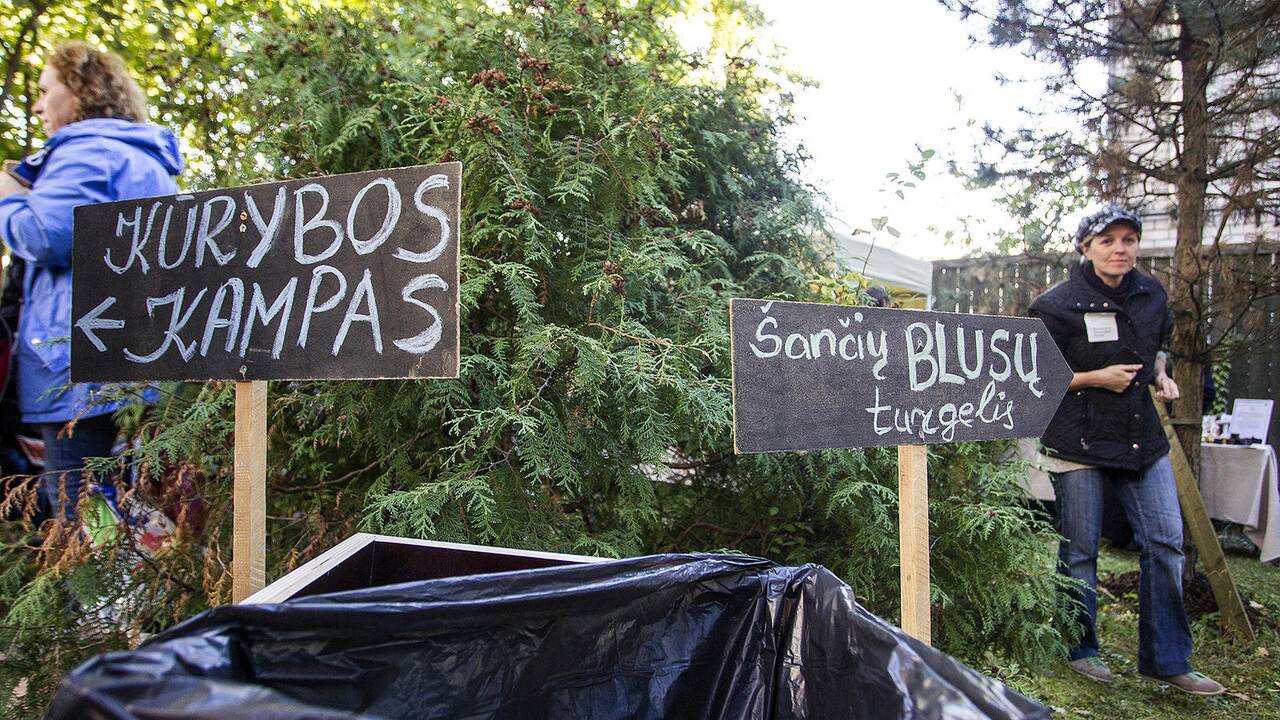 KŪRYBOS
← KAMPAS
Šančių BLUSŲ
turgelis